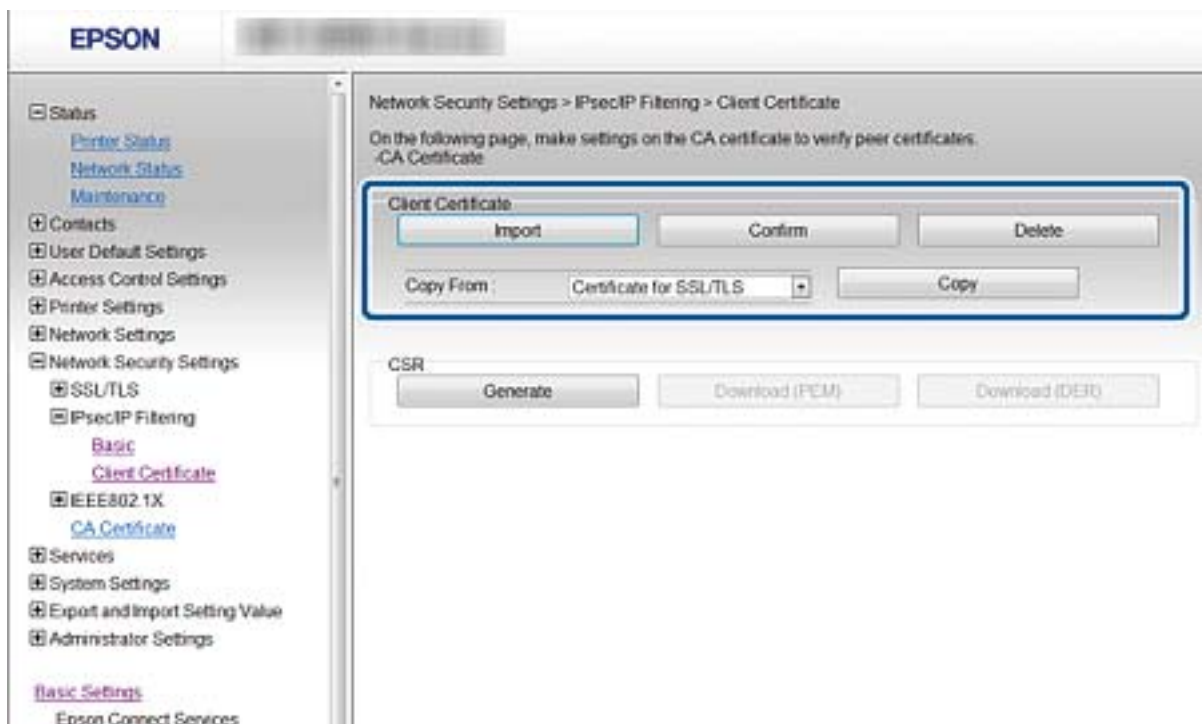 EPSON
Status
Printer Status
Network Status
Maintenance
Contacts
User Default Settings
Access Control Settings
Printer Settings
Network Settings
Network Security Settings
SSL/TLS
IPsec/IP Filtering
Basic
Client Certificate
IEEE802.1X
CA Certificate
Services
System Settings
Export and Import Setting Value
Administrator Settings
Basic Settings
Epson Connect Services
Network Security Settings > IPsec/IP Filtering > Client Certificate
On the following page, make settings on the CA certificate to verify peer certificates.
-CA Certificate
Client Certificate
Import Confirm Delete
Copy From : Certificate for SSL/TLS Copy
CSR
Generate Download (PEM) Download (DER)